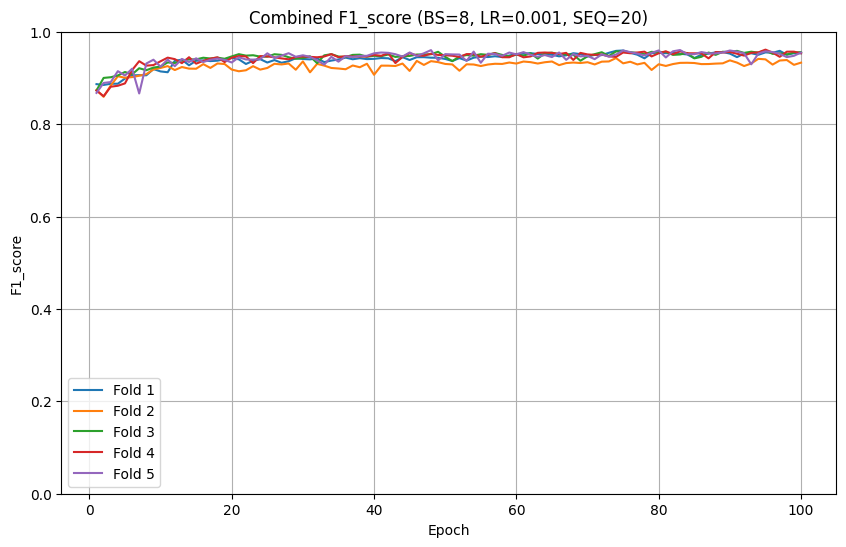 Combined F1_score (BS=8, LR=0.001, SEQ=20)
1.0
0.8
0.6
0.4
0.2
0.0
F1_score
Fold 1
Fold 2
Fold 3
Fold 4
Fold 5
0 20 40 60 80 100
Epoch